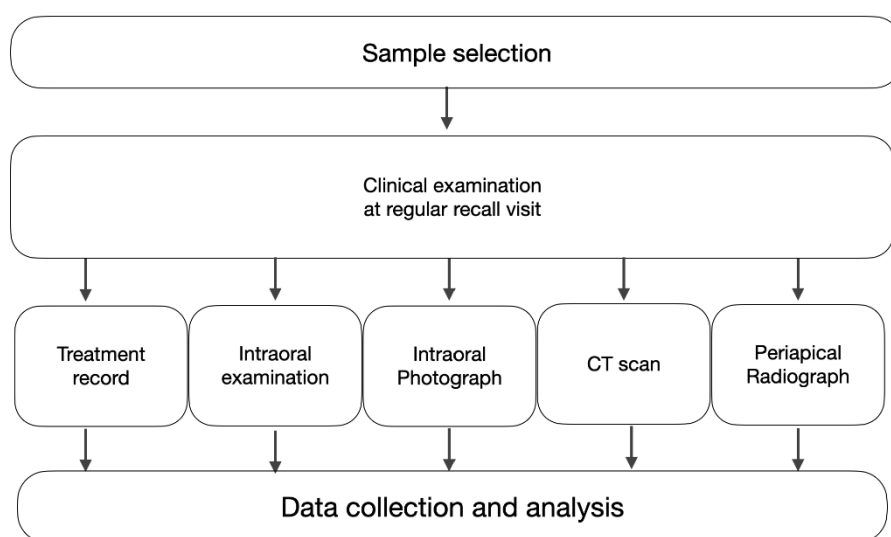 Sample selection
Clinical examination
at regular recall visit
Treatment
record
Intraoral
examination
Intraoral
Photograph
CT scan
Periapical
Radiograph
Data collection and analysis